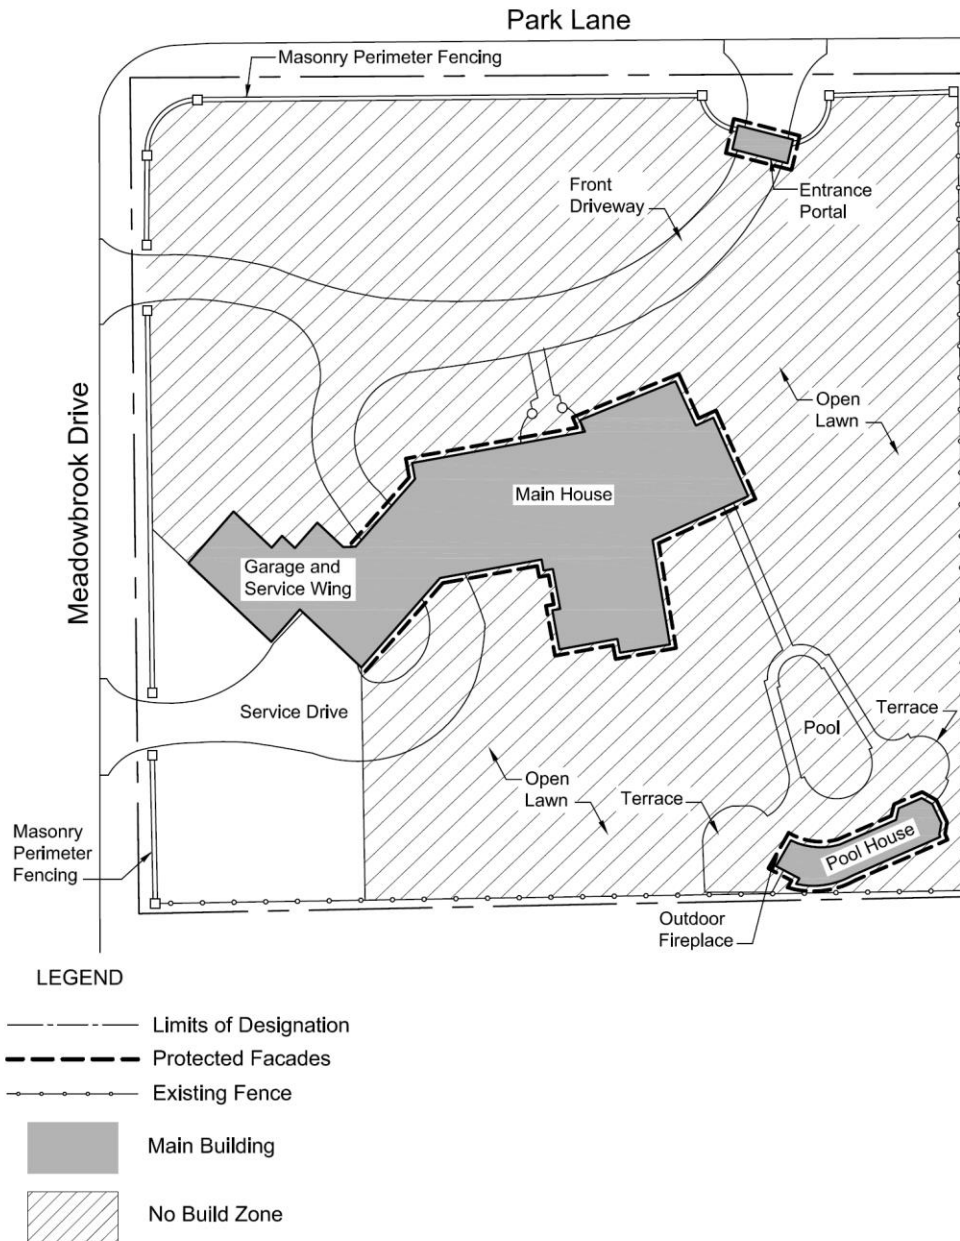 Park Lane
Masonry Perimeter Fencing
Front
Driveway
Entrance
Portal
Meadowbrook Drive
Open
Lawn
Main House
Garage and
Service Wing
Service Drive
Pool
Terrace
Open
Lawn
Terrace
Masonry
Perimeter
Fencing
Pool House
Outdoor
Fireplace
LEGEND
Limits of Designation
Protected Facades
Existing Fence
Main Building
No Build Zone